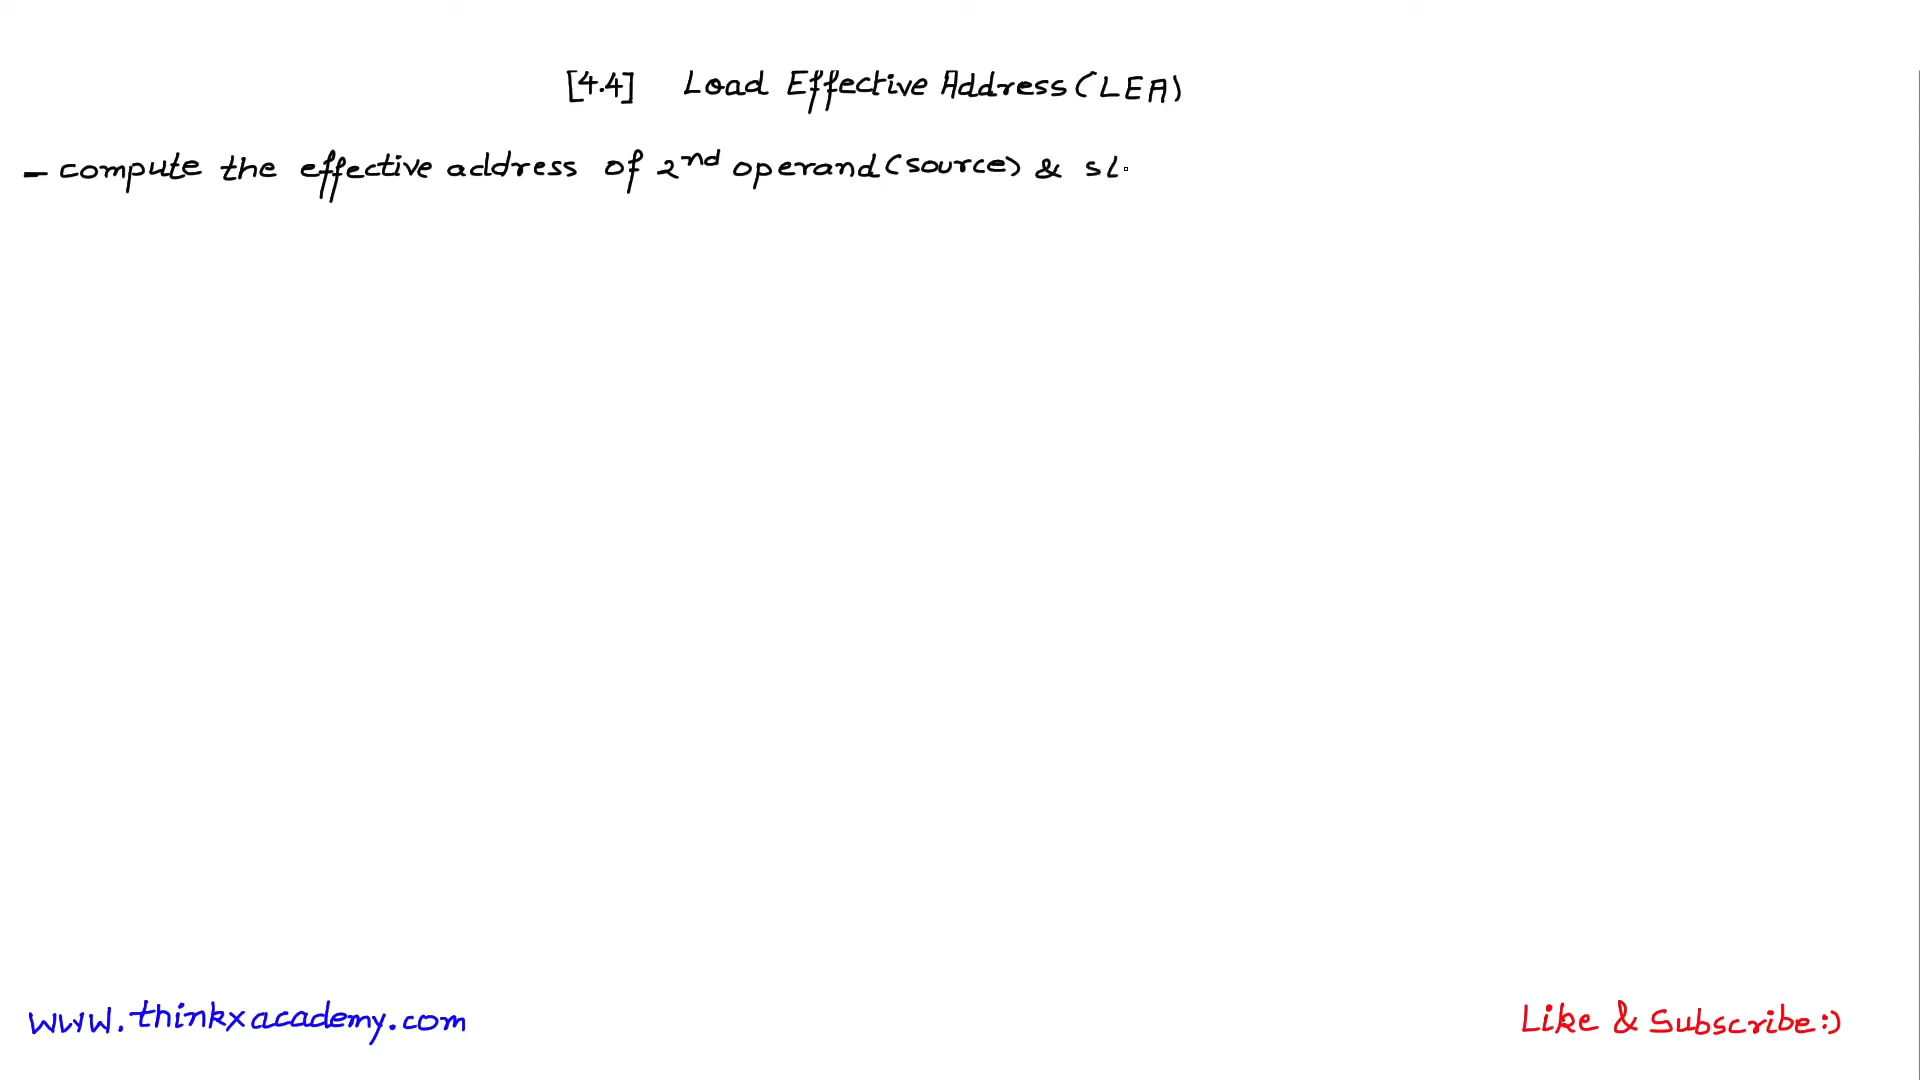 [4.4] Load Effective Address (LEA)
- compute the effective address of 2nd operand (source) &
www.thinkxacademy.com
Like & Subscribe :)